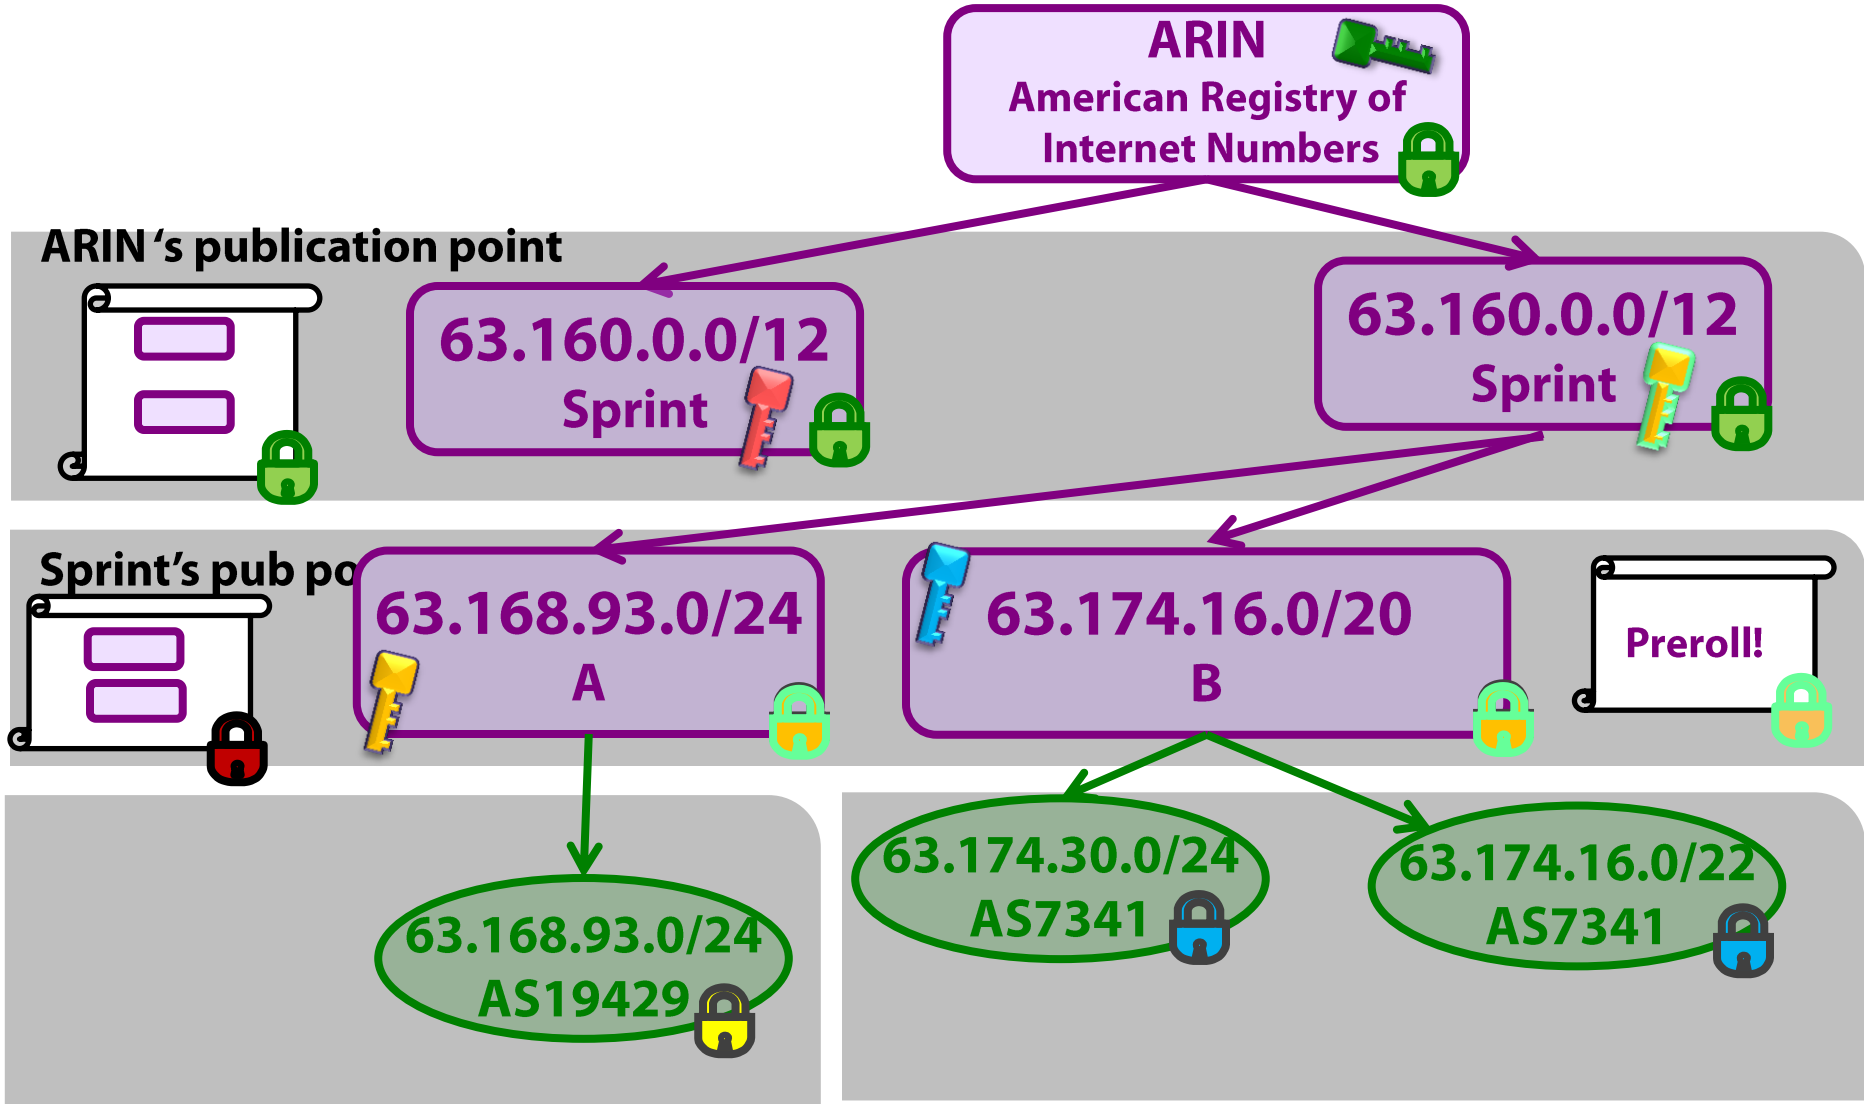 ARIN
American Registry of
Internet Numbers
ARIN ‘s publication point
63.160.0.0/12
Sprint
63.160.0.0/12
Sprint
Sprint’s pub po
63.168.93.0/24
A
63.174.16.0/20
B
Preroll!
63.174.30.0/24
AS7341
63.174.16.0/22
AS7341
63.168.93.0/24
AS19429